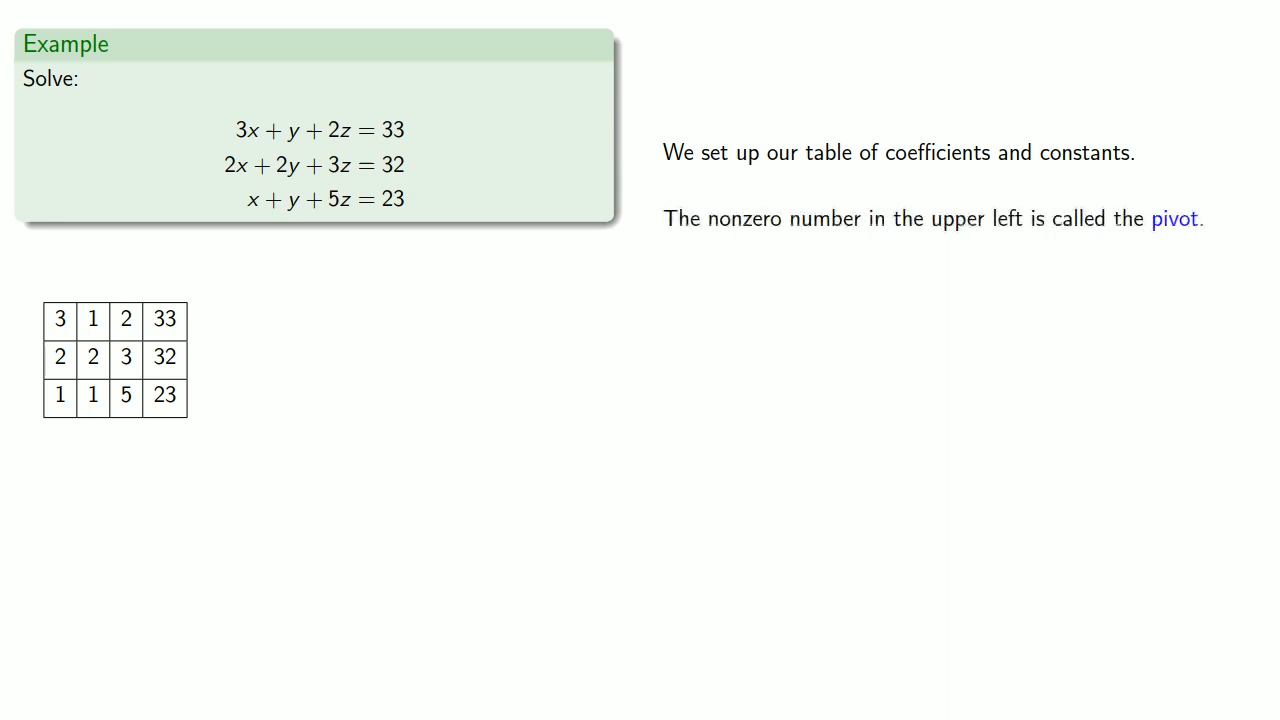 Example
Solve:
3x + y + 2z = 33
2x + 2y + 3z = 32
x + y + 5z = 23
We set up our table of coefficients and constants.
The nonzero number in the upper left is called the pivot.
3 1 2 33
2 2 3 32
1 1 5 23